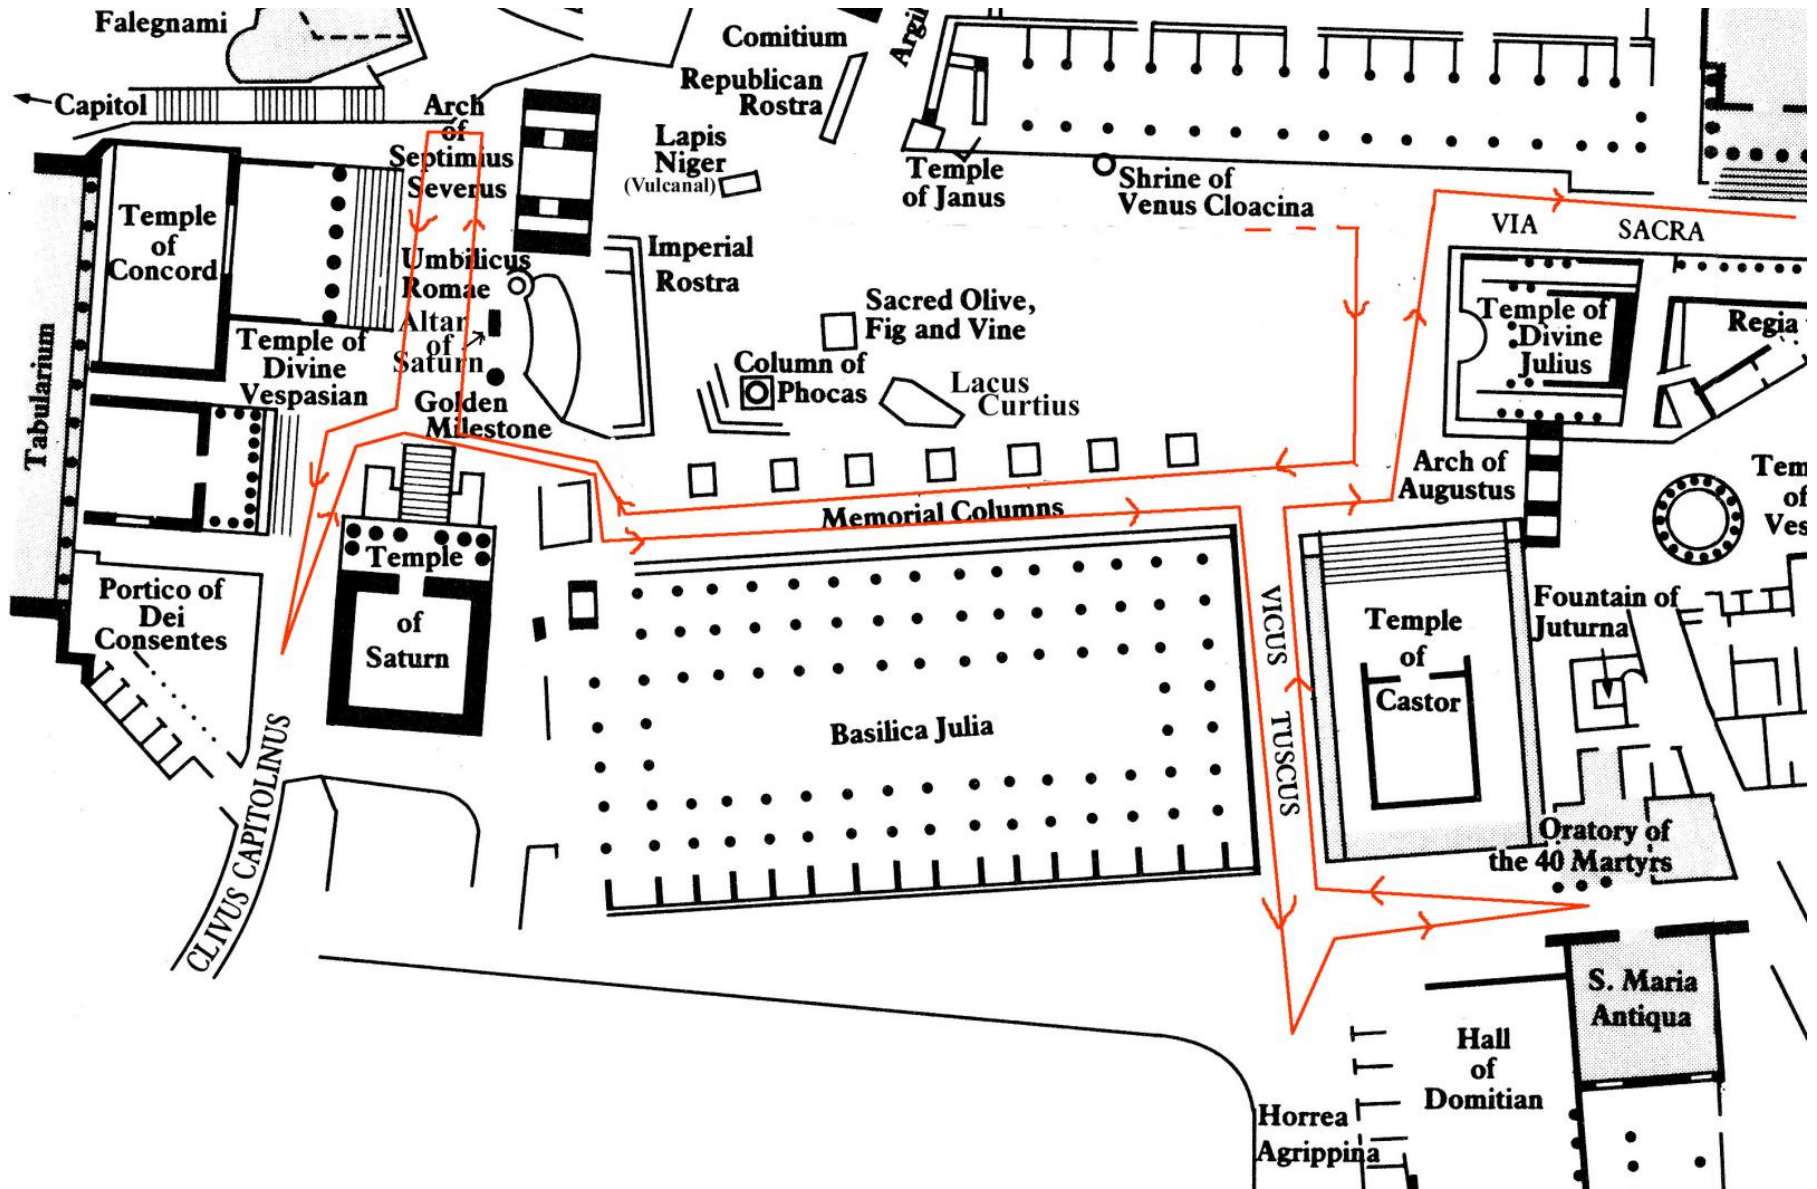 Falegnami
Capitol
Arch
of
Septimius
Severus
Comitium
Republican
Rostra
Lapis
Niger
(Vulcanal)
Temple
of Janus
Shrine of
Venus Cloacina
VIA SACRA
Temple
of
Concord
Umbilicus
Romae
Imperial
Rostra
Altar
of
Saturn
Temple of
Divine
Vespasian
Golden
Milestone
Sacred Olive,
Fig and Vine
Column of
Phocas
Lacus
Curtius
Temple of
Divine
Julius
Regia
Tabularium
Memorial Columns
Arch of
Augustus
Tem
of
Ves
Portico of
Dei
Consentes
Temple
of
Saturn
Basilica Julia
VICUS TUSCUS
Temple
of
Castor
Fountain of
Juturna
Oratory of
the 40 Martyrs
CLIVUS CAPITOLINUS
S. Maria
Antiqua
Hall
of
Domitian
Horrea
Agrippina